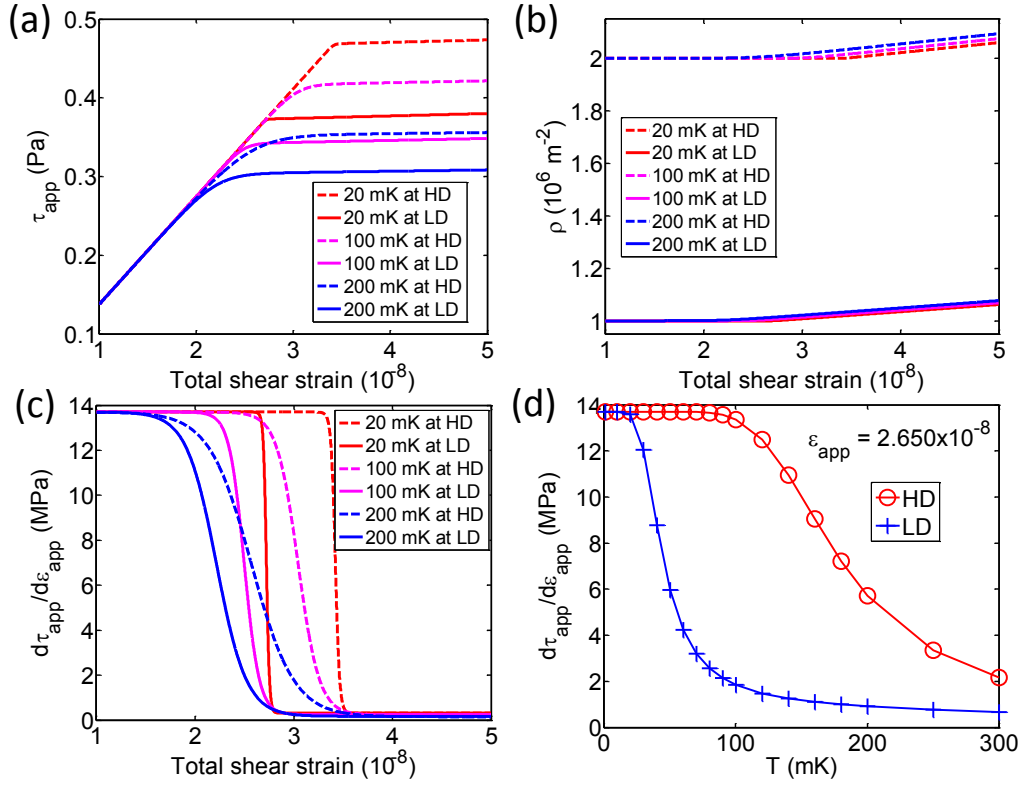 (a)
0.5
0.4
0.3
0.2
0.1
τapp (Pa)
1 2 3 4 5
Total shear strain (10-8)
20 mK at HD
20 mK at LD
100 mK at HD
100 mK at LD
200 mK at HD
200 mK at LD
(b)
2
1.8
1.6
1.4
1.2
1
ρ (10⁶ m⁻²)
1 2 3 4 5
Total shear strain (10-8)
20 mK at HD
20 mK at LD
100 mK at HD
100 mK at LD
200 mK at HD
200 mK at LD
(c)
14
12
10
8
6
4
2
0
dτapp/dεapp (MPa)
1 2 3 4 5
Total shear strain (10-8)
20 mK at HD
20 mK at LD
100 mK at HD
100 mK at LD
200 mK at HD
200 mK at LD
(d)
14
12
10
8
6
4
2
0
dτapp/dεapp (MPa)
0 100 200 300
T (mK)
εapp = 2.650x10-8
HD
LD